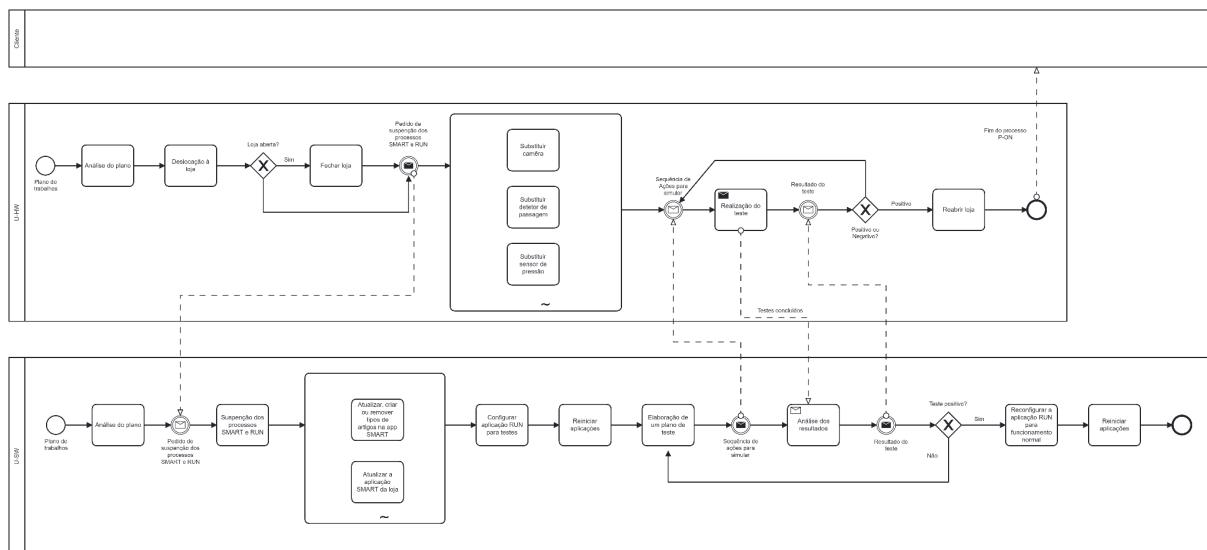 Cliente
U-HW
Plano de
trabalhos
Análise do plano
Deslocação à
loja
Loja aberta?
Sim
Fechar loja
Pedido de
suspenção dos
processos
SMART e RUN
Substituir
camêra
Substituir
detetor de
passagem
Substituir
sensor de
pressão
~
Sequência de
Ações para
simular
Realização do
teste
Resultado do
teste
Positivo ou
Negativo?
Positivo
Reabrir loja
Fim do processo
P-ON
Testes concluídos
U-SW
Plano de
trabalhos
Análise do plano
Pedido de
suspenção dos
processos
SMART e RUN
Suspenção dos
processos
SMART e RUN
Atualizar, criar
ou remover
tipos de
artigos na app
SMART
Atualizar a
aplicação
SMART da loja
~
Configurar
aplicação RUN
para testes
Reiniciar
aplicações
Elaboração de
um plano de
teste
Sequência de
ações para
simular
Análise dos
resultados
Resultado do
teste
Teste positivo?
Sim
Não
Reconfigurar a
aplicação RUN
para
funcionamento
normal
Reiniciar
aplicações